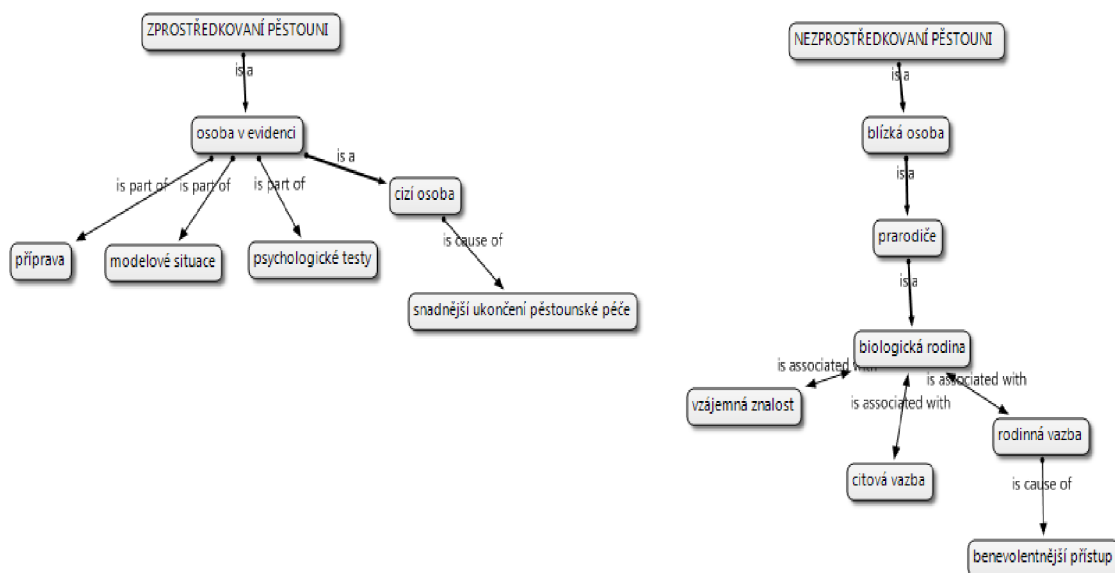 ZPROSTŘEDKOVANÍ PĚSTOUNI
is a
osoba v evidenci
is a
is part of
is part of
is part of
cizí osoba
is cause of
příprava
modelové situace
psychologické testy
snadnější ukončení pěstounské péče
NEZPROSTŘEDKOVANÍ PĚSTOUNI
is a
blízká osoba
is a
prarodiče
is a
biologická rodina
is associated with
is associated with
is associated with
vzájemná znalost
rodinná vazba
citová vazba
is cause of
benevolentnější přístup